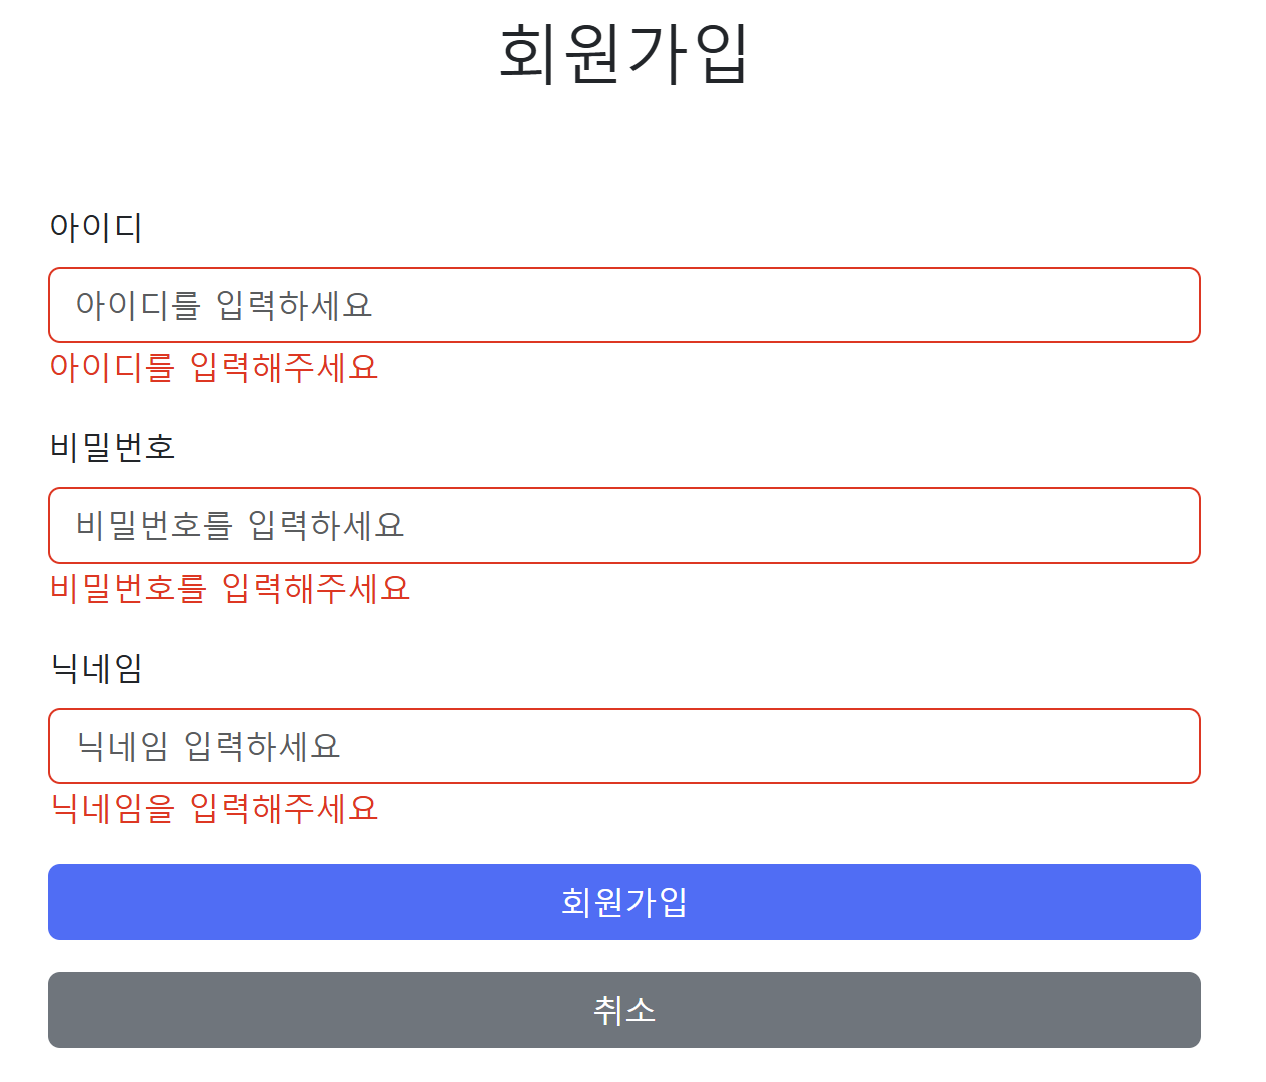 회원가입
아이디
아이디를 입력하세요
아이디를 입력해주세요
비밀번호
비밀번호를 입력하세요
비밀번호를 입력해주세요
닉네임
닉네임 입력하세요
닉네임을 입력해주세요
회원가입
취소